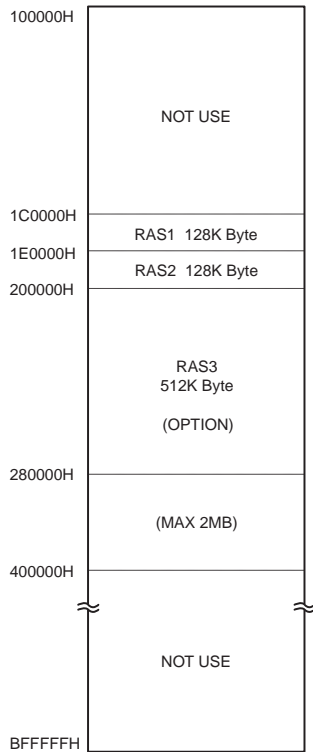 100000H
NOT USE
1C0000H
RAS1 128K Byte
1E0000H
RAS2 128K Byte
200000H
RAS3
512K Byte
(OPTION)
280000H
(MAX 2MB)
400000H
NOT USE
BFFFFFH